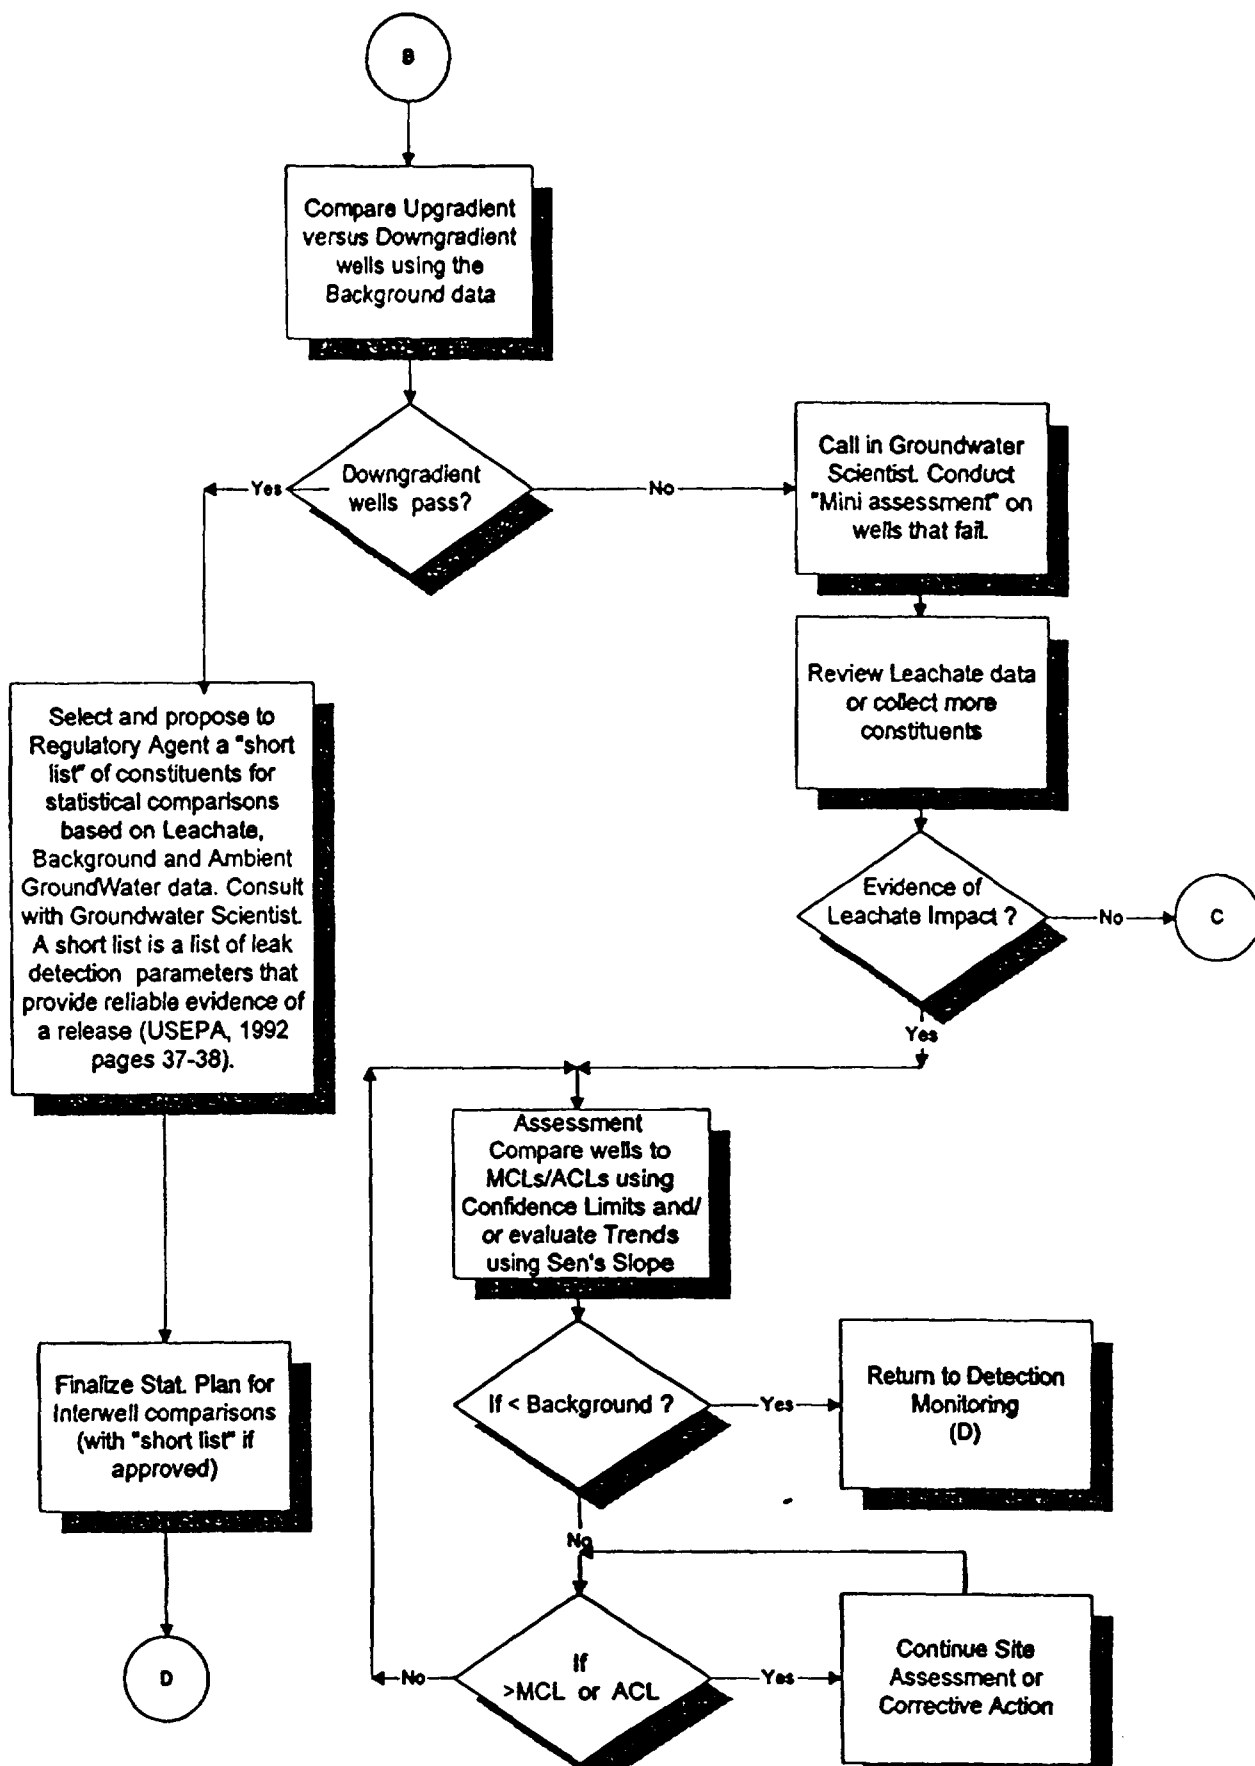 B
Compare Upgradient
versus Downgradient
wells using the
Background data
Downgradient
wells pass?
Yes
No
Call in Groundwater
Scientist. Conduct
"Mini assessment" on
wells that fail.
Review Leachate data
or collect more
constituents
Evidence of
Leachate Impact ?
No
C
Yes
Select and propose to
Regulatory Agent a "short
list" of constituents for
statistical comparisons
based on Leachate,
Background and Ambient
GroundWater data. Consult
with Groundwater Scientist.
A short list is a list of leak
detection parameters that
provide reliable evidence of
a release (USEPA, 1992
pages 37-38).
Assessment
Compare wells to
MCLs/ACLs using
Confidence Limits and/
or evaluate Trends
using Sen's Slope
Finalize Stat. Plan for
Interwell comparisons
(with "short list" if
approved)
If < Background ?
Yes
Return to Detection
Monitoring
(D)
No
D
If
>MCL or ACL
No
Yes
Continue Site
Assessment or
Corrective Action